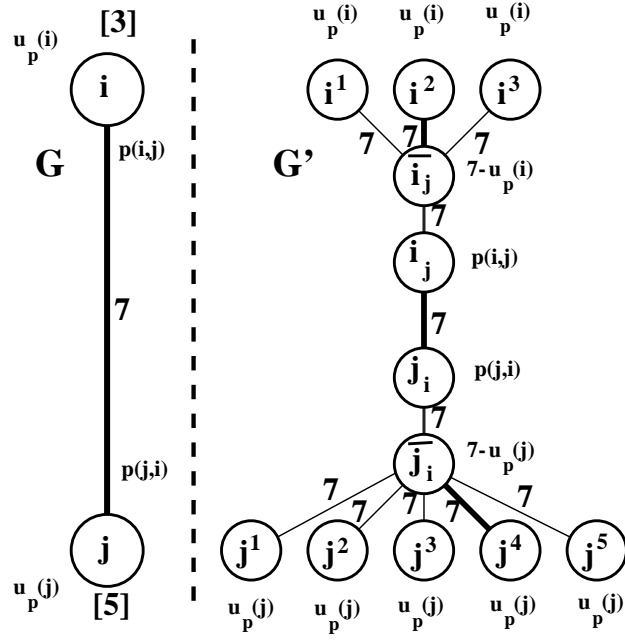 [3]
u_p(i)
i
G
p(i,j)
7
p(j,i)
j
u_p(j)
[5]
G’
u_p(i) u_p(i) u_p(i)
i^1 i^2 i^3
7 7 7
i̅_j 7-u_p(i)
7
i_j p(i,j)
7
j_i p(j,i)
7
j̅_i 7-u_p(j)
7 7 7 7 7
j^1 j^2 j^3 j^4 j^5
u_p(j) u_p(j) u_p(j) u_p(j) u_p(j)